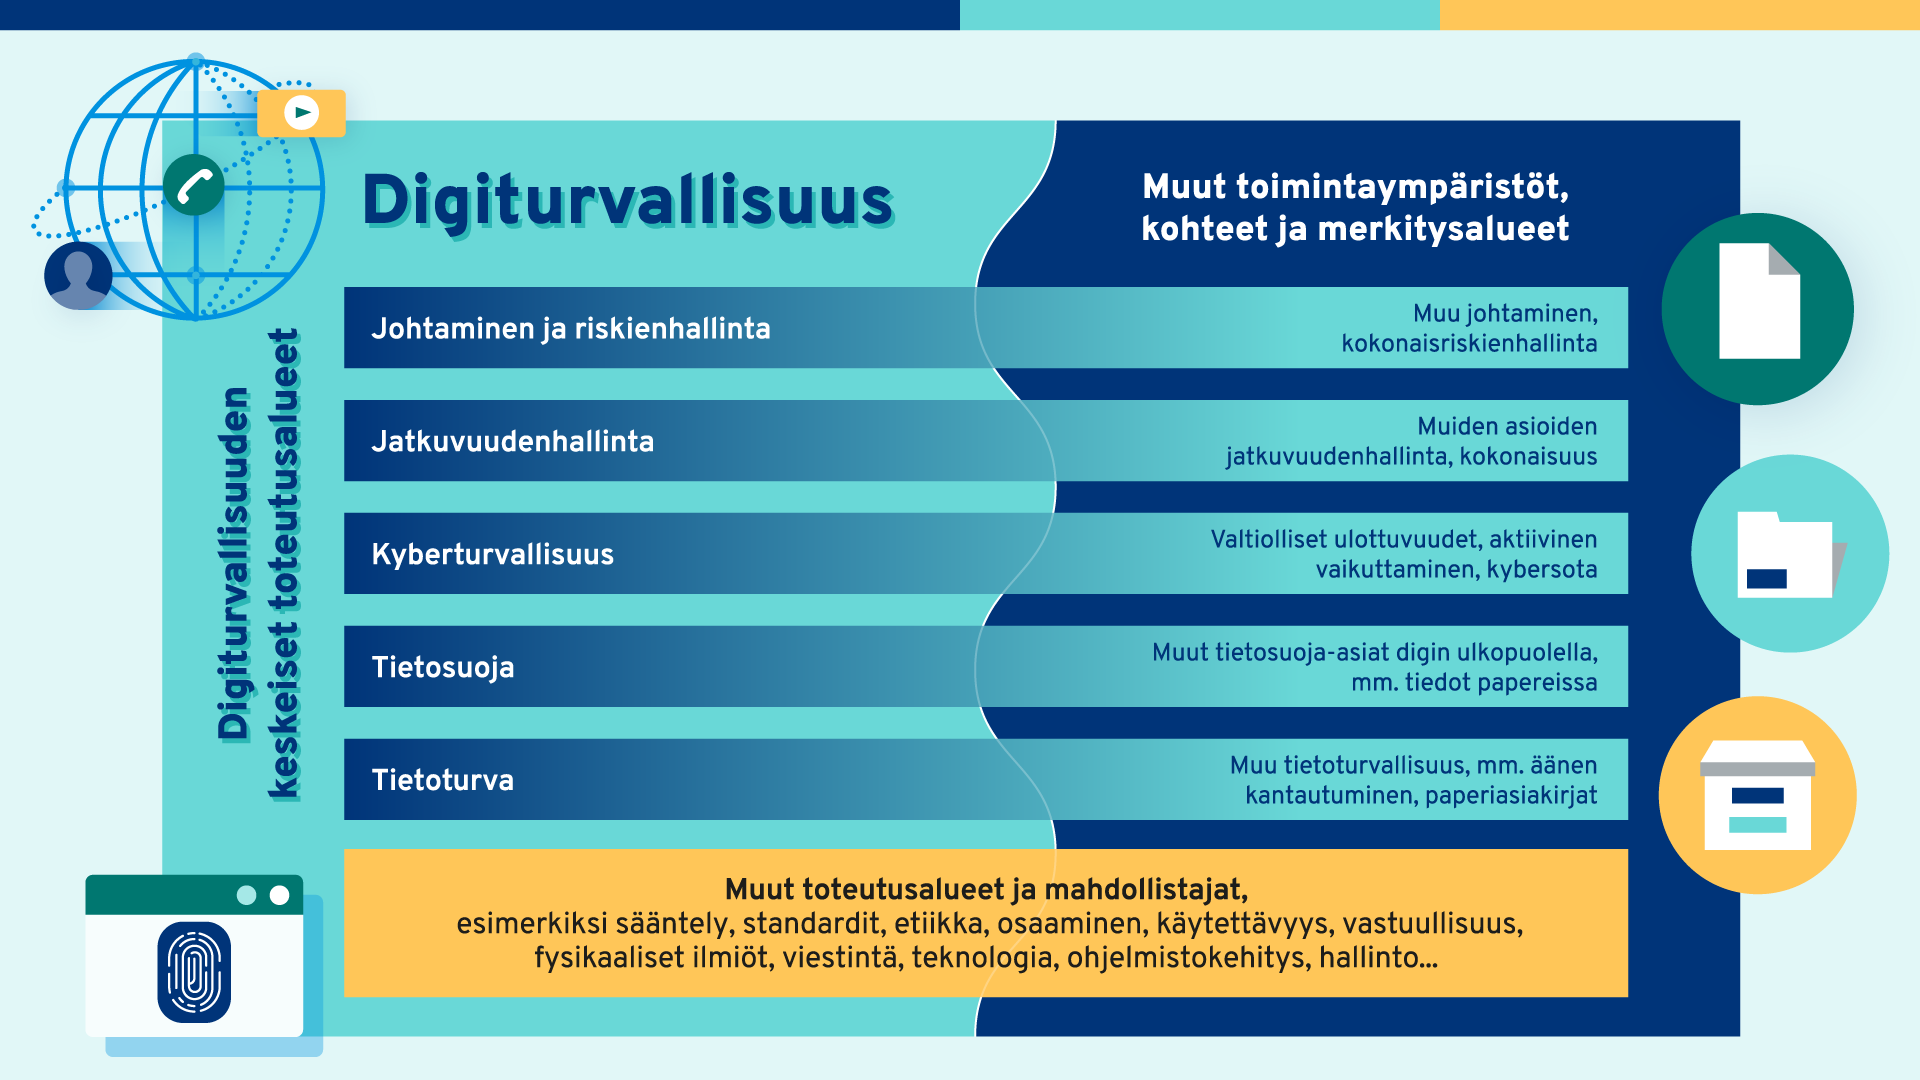 Digiturvallisuus
Muut toimintaympäristöt,
kohteet ja merkitysalueet
Digiturvallisuuden
keskeiset toteutusalueet
Johtaminen ja riskienhallinta
Muu johtaminen,
kokonaisriskienhallinta
Jatkuvuudenhallinta
Muiden asioiden
jatkuvuudenhallinta, kokonaisuus
Kyberturvallisuus
Valtiolliset ulottuvuudet, aktiivinen
vaikuttaminen, kybersota
Tietosuoja
Muut tietosuoja-asiat digin ulkopuolella,
mm. tiedot papereissa
Tietoturva
Muu tietoturvallisuus, mm. äänen
kantautuminen, paperiasiakirjat
Muut toteutusalueet ja mahdollistajat,
esimerkiksi sääntely, standardit, etiikka, osaaminen, käytettävyys, vastuullisuus,
fysikaaliset ilmiöt, viestintä, teknologia, ohjelmistokehitys, hallinto...